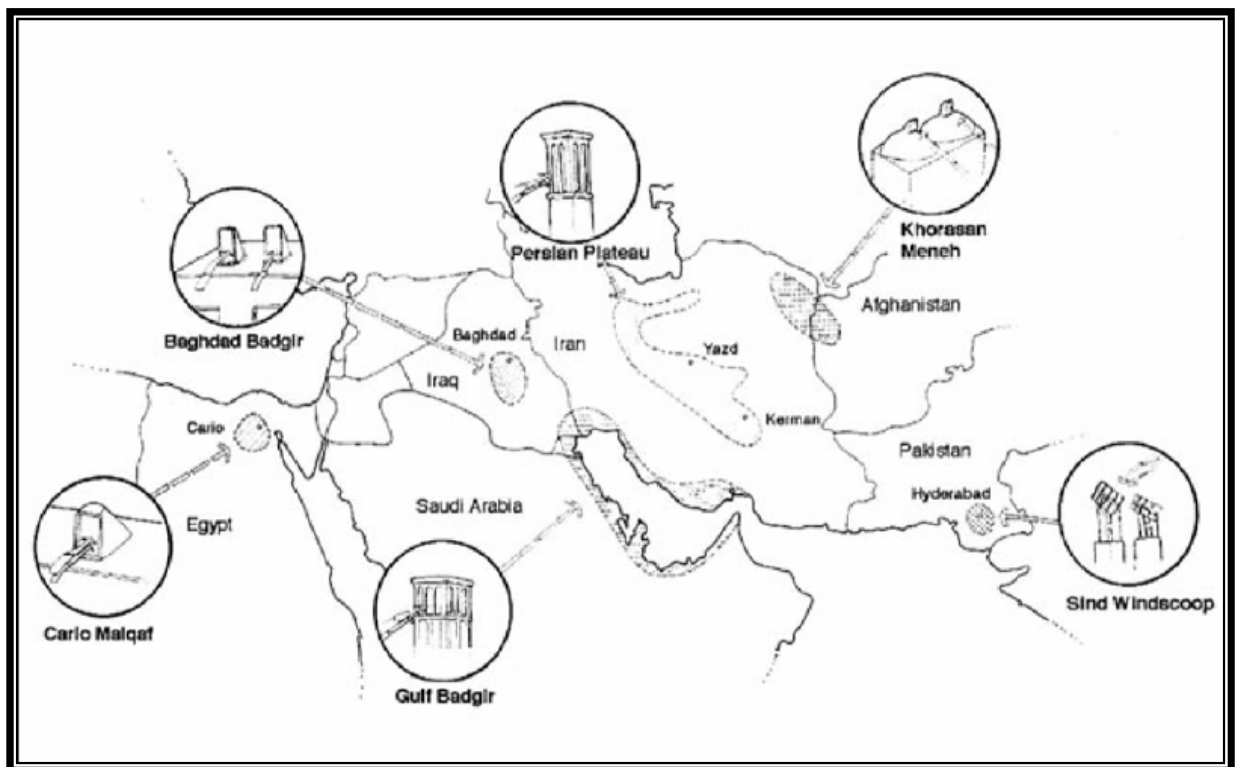 Persian Plateau
Khorasan
Meneh
Afghanistan
Baghdad Badgir
Baghdad
Iran
Yazd
Iraq
Kerman
Cario
Pakistan
Hyderabad
Saudi Arabia
Egypt
Sind Windscoop
Cario Malqaf
Gulf Badgir